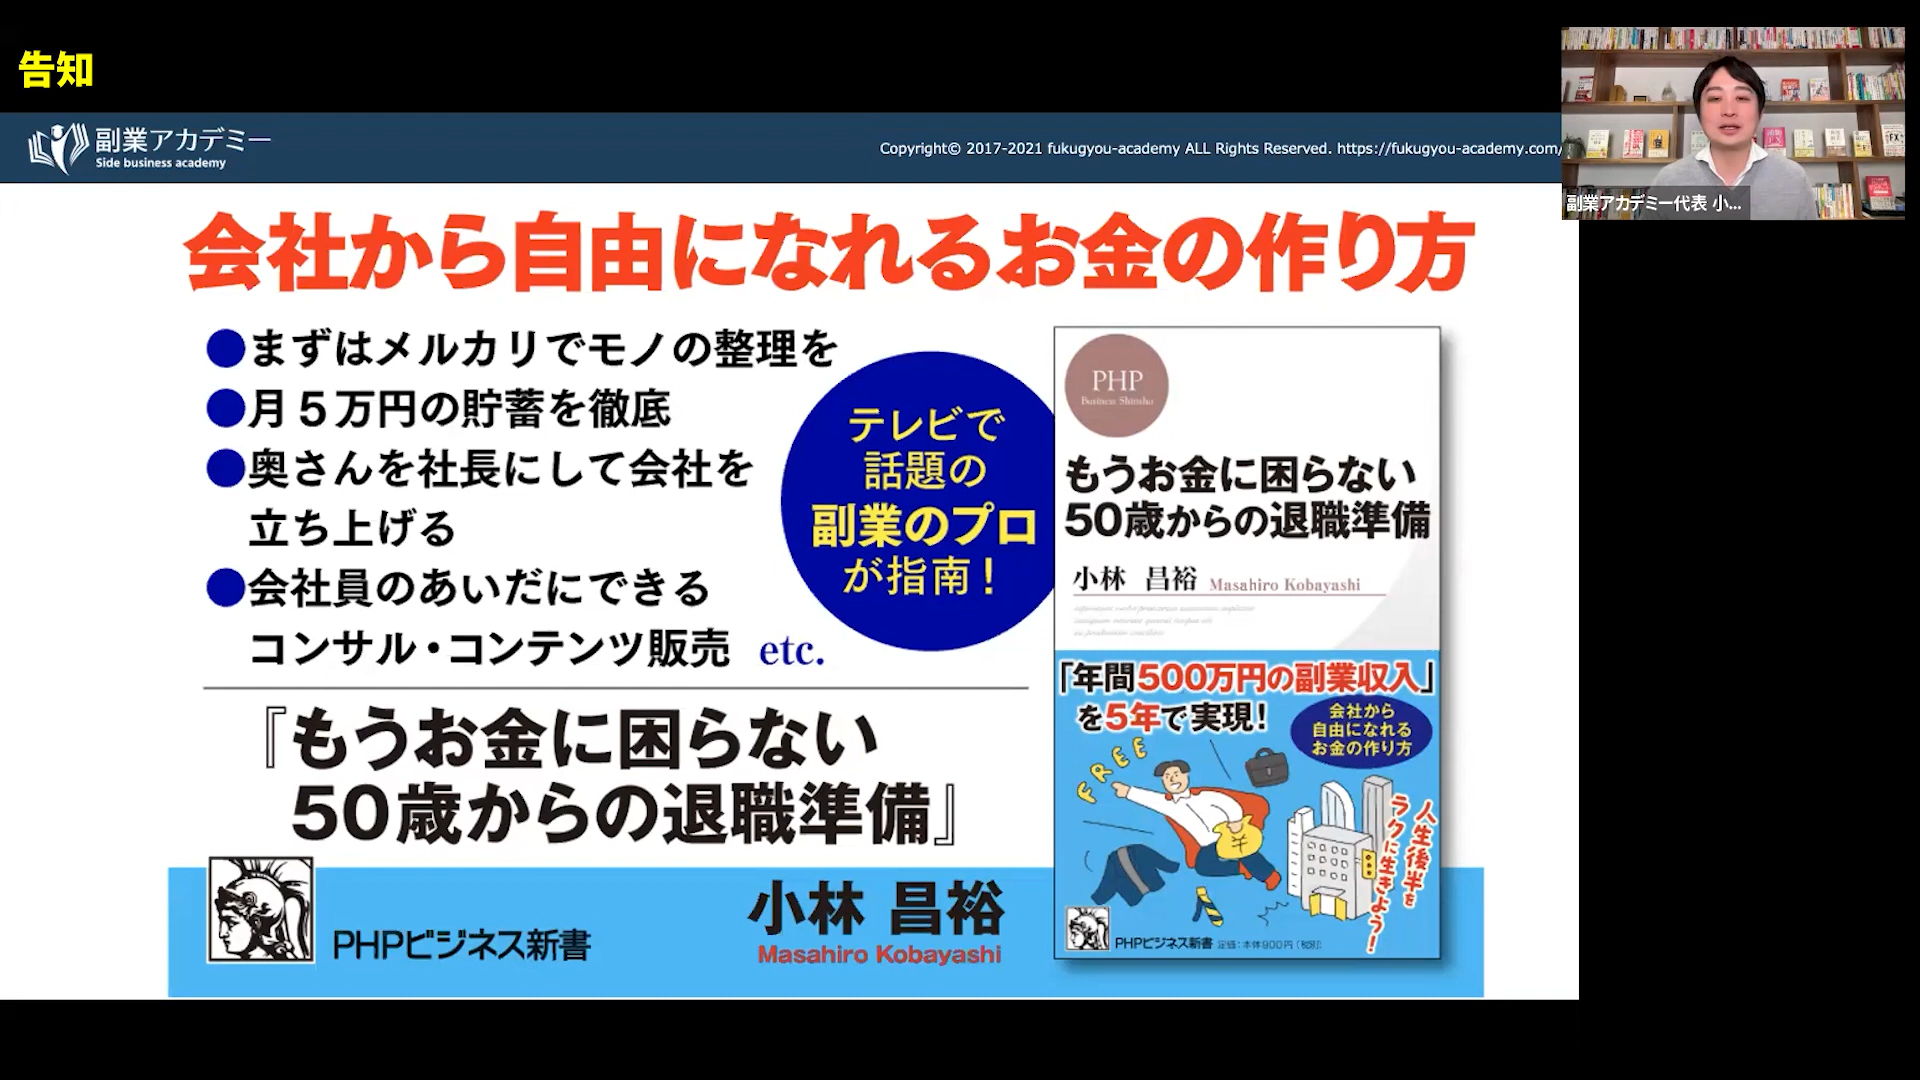 告知
副業アカデミー
Side business academy
Copyright© 2017-2021 fukugyou-academy ALL Rights Reserved. https://fukugyou-academy.com/
副業アカデミー代表 小...
会社から自由になれるお金の作り方
●まずはメルカリでモノの整理を
●月５万円の貯蓄を徹底
●奥さんを社長にして会社を
立ち上げる
●会社員のあいだにできる
コンサル・コンテンツ販売 etc.
テレビで
話題の
副業のプロ
が指南！
『もうお金に困らない
50歳からの退職準備』
PHPビジネス新書
小林 昌裕
Masahiro Kobayashi
PHP
Business Shinsho
もうお金に困らない
50歳からの退職準備
小林 昌裕 Masahiro Kobayashi
「年間500万円の副業収入」
を5年で実現！
会社から
自由になれる
お金の作り方
FREE
人生後半を
ラクに生きよう！
PHPビジネス新書 定価：本体900円（税別）